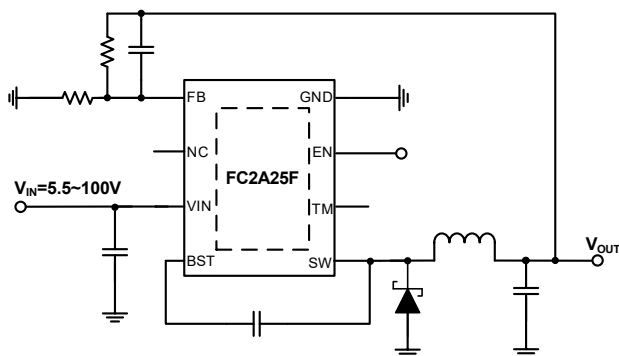 FB
GND
NC
EN
FC2A25F
VIN=5.5~100V
VIN
TM
BST
SW
VOUT